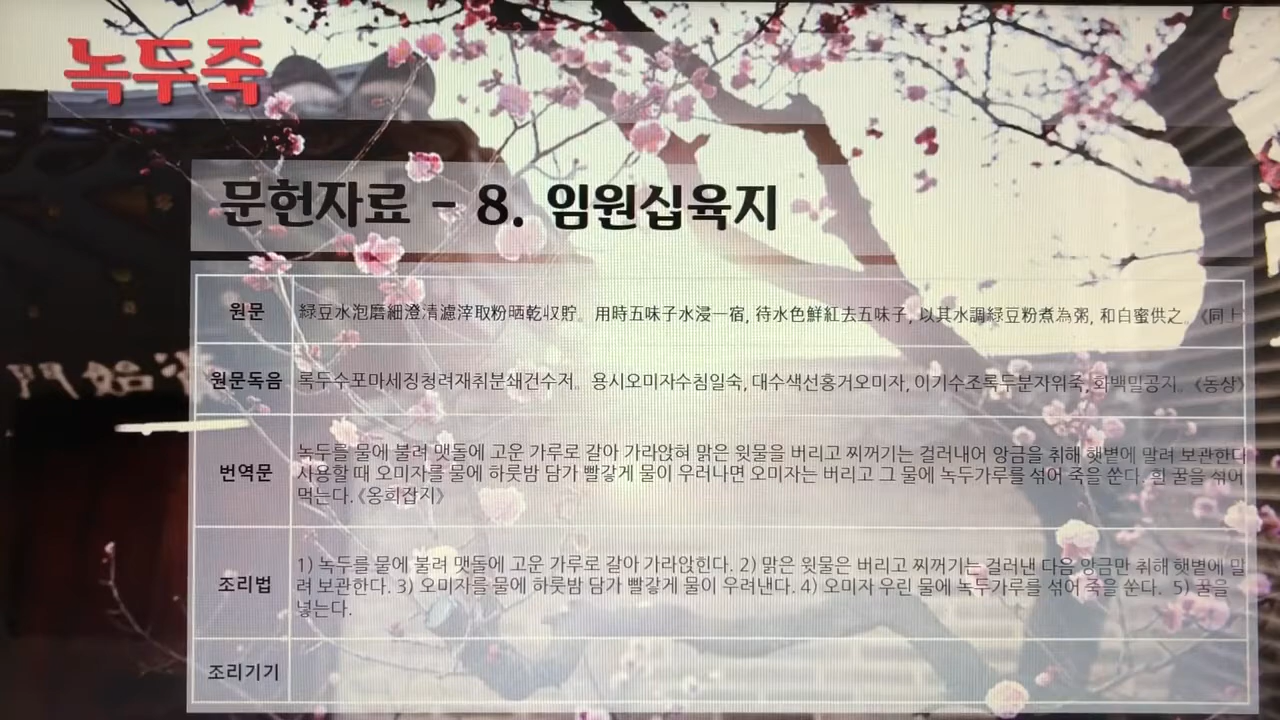 녹두죽
문헌자료 - 8. 임원십육지
원문
綠豆水泡磨細澄淸濾滓取粉晒乾収貯。 用時五味子水浸一宿, 待水色鮮紅去五味子, 以其水調綠豆粉煮為粥, 和白蜜供之。《同上
원문독음
록두수포마세징청려재취분쇄건수저。 용시오미자수침일숙, 대수색선홍거오미자, 이기수조록두분자위죽, 화백밀공지。《동상》
번역문
녹두를 물에 불려 맷돌에 고운 가루로 갈아 가라앉혀 맑은 윗물을 버리고 찌꺼기는 걸러내어 앙금을 취해 햇볕에 말려 보관한다
사용할 때 오미자를 물에 하룻밤 담가 빨갛게 물이 우러나면 오미자는 버리고 그 물에 녹두가루를 섞어 죽을 쑨다. 흰 꿀을 섞어
먹는다.《옹희잡지》
조리법
1) 녹두를 물에 불려 맷돌에 고운 가루로 갈아 가라앉힌다. 2) 맑은 윗물은 버리고 찌꺼기는 걸러낸 다음 앙금만 취해 햇볕에 말
려 보관한다. 3) 오미자를 물에 하룻밤 담가 빨갛게 물이 우려낸다. 4) 오미자 우린 물에 녹두가루를 섞어 죽을 쑨다. 5) 꿀을
넣는다.
조리기기